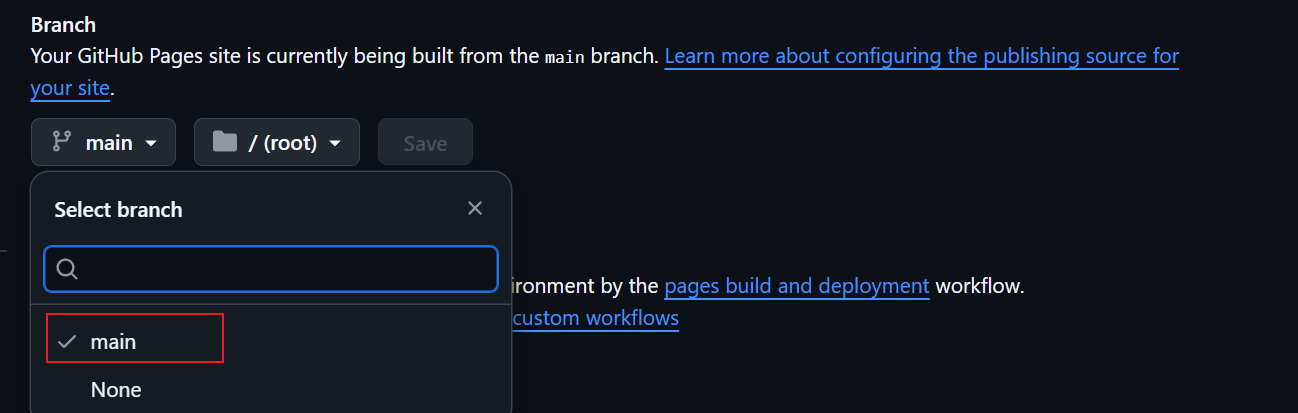 Branch
Your GitHub Pages site is currently being built from the main branch. Learn more about configuring the publishing source for
your site.
main
/ (root)
Save
Select branch
ironment by the pages build and deployment workflow.
custom workflows
main
None